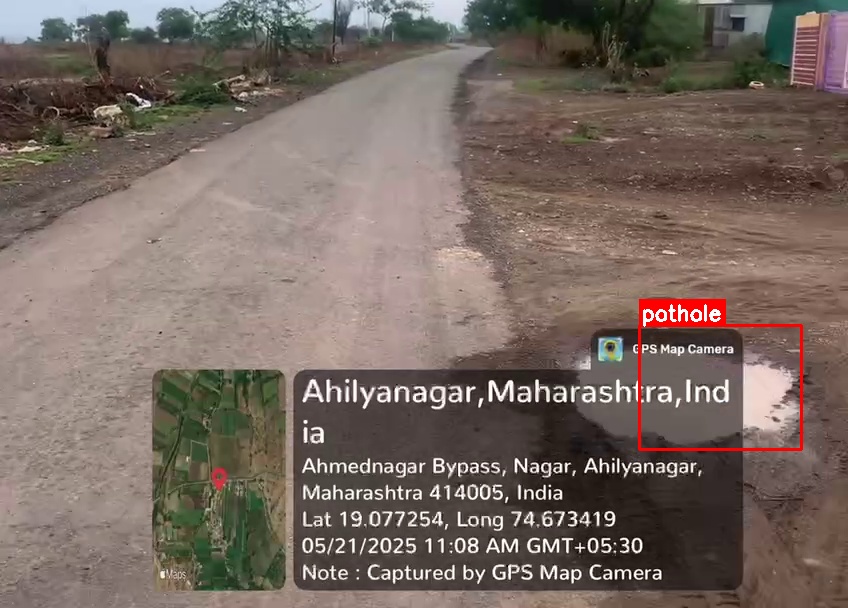 pothole
GPS Map Camera
Ahilyanagar,Maharashtra,Ind
ia
Ahmednagar Bypass, Nagar, Ahilyanagar,
Maharashtra 414005, India
Lat 19.077254, Long 74.673419
05/21/2025 11:08 AM GMT+05:30
Note : Captured by GPS Map Camera
Maps